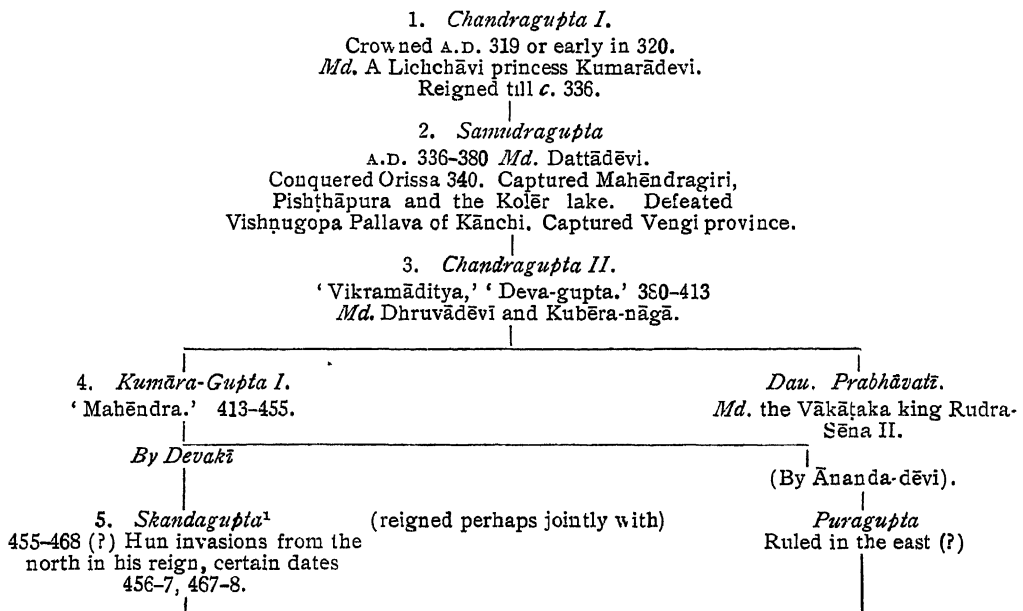 1. Chandragupta I.
Crowned A.D. 319 or early in 320.
Md. A Lichchāvi princess Kumarādevi.
Reigned till c. 336.
2. Samudragupta
A.D. 336–380 Md. Dattādēvi.
Conquered Orissa 340. Captured Mahēndragiri,
Pishṭhāpura and the Kolēr lake. Defeated
Vishṇugopa Pallava of Kānchi. Captured Vengi province.
3. Chandragupta II.
‘Vikramāditya,’ ‘Deva-gupta.’ 380–413
Md. Dhruvādēvī and Kubēra-nāgā.
4. Kumāra-Gupta I.
‘Mahēndra.’ 413–455.
Dau. Prabhāvatī.
Md. the Vākāṭaka king Rudra-
Sēna II.
By Devakī
(By Ānanda-dēvi).
5. Skandagupta¹
(reigned perhaps jointly with)
Puragupta
455–468 (?) Hun invasions from the
north in his reign, certain dates
456–7, 467–8.
Ruled in the east (?)